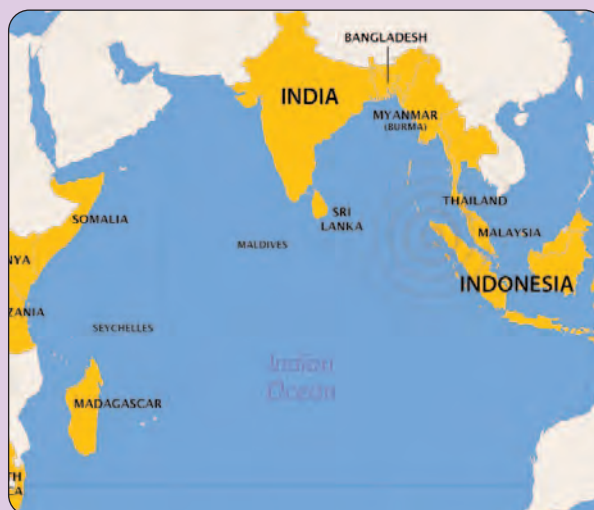 BANGLADESH
INDIA
MYANMAR
(BURMA)
THAILAND
SOMALIA
SRI
LANKA
MALDIVES
MALAYSIA
NYA
INDONESIA
ZANIA
SEYCHELLES
Indian
Ocean
MADAGASCAR
TH
CA